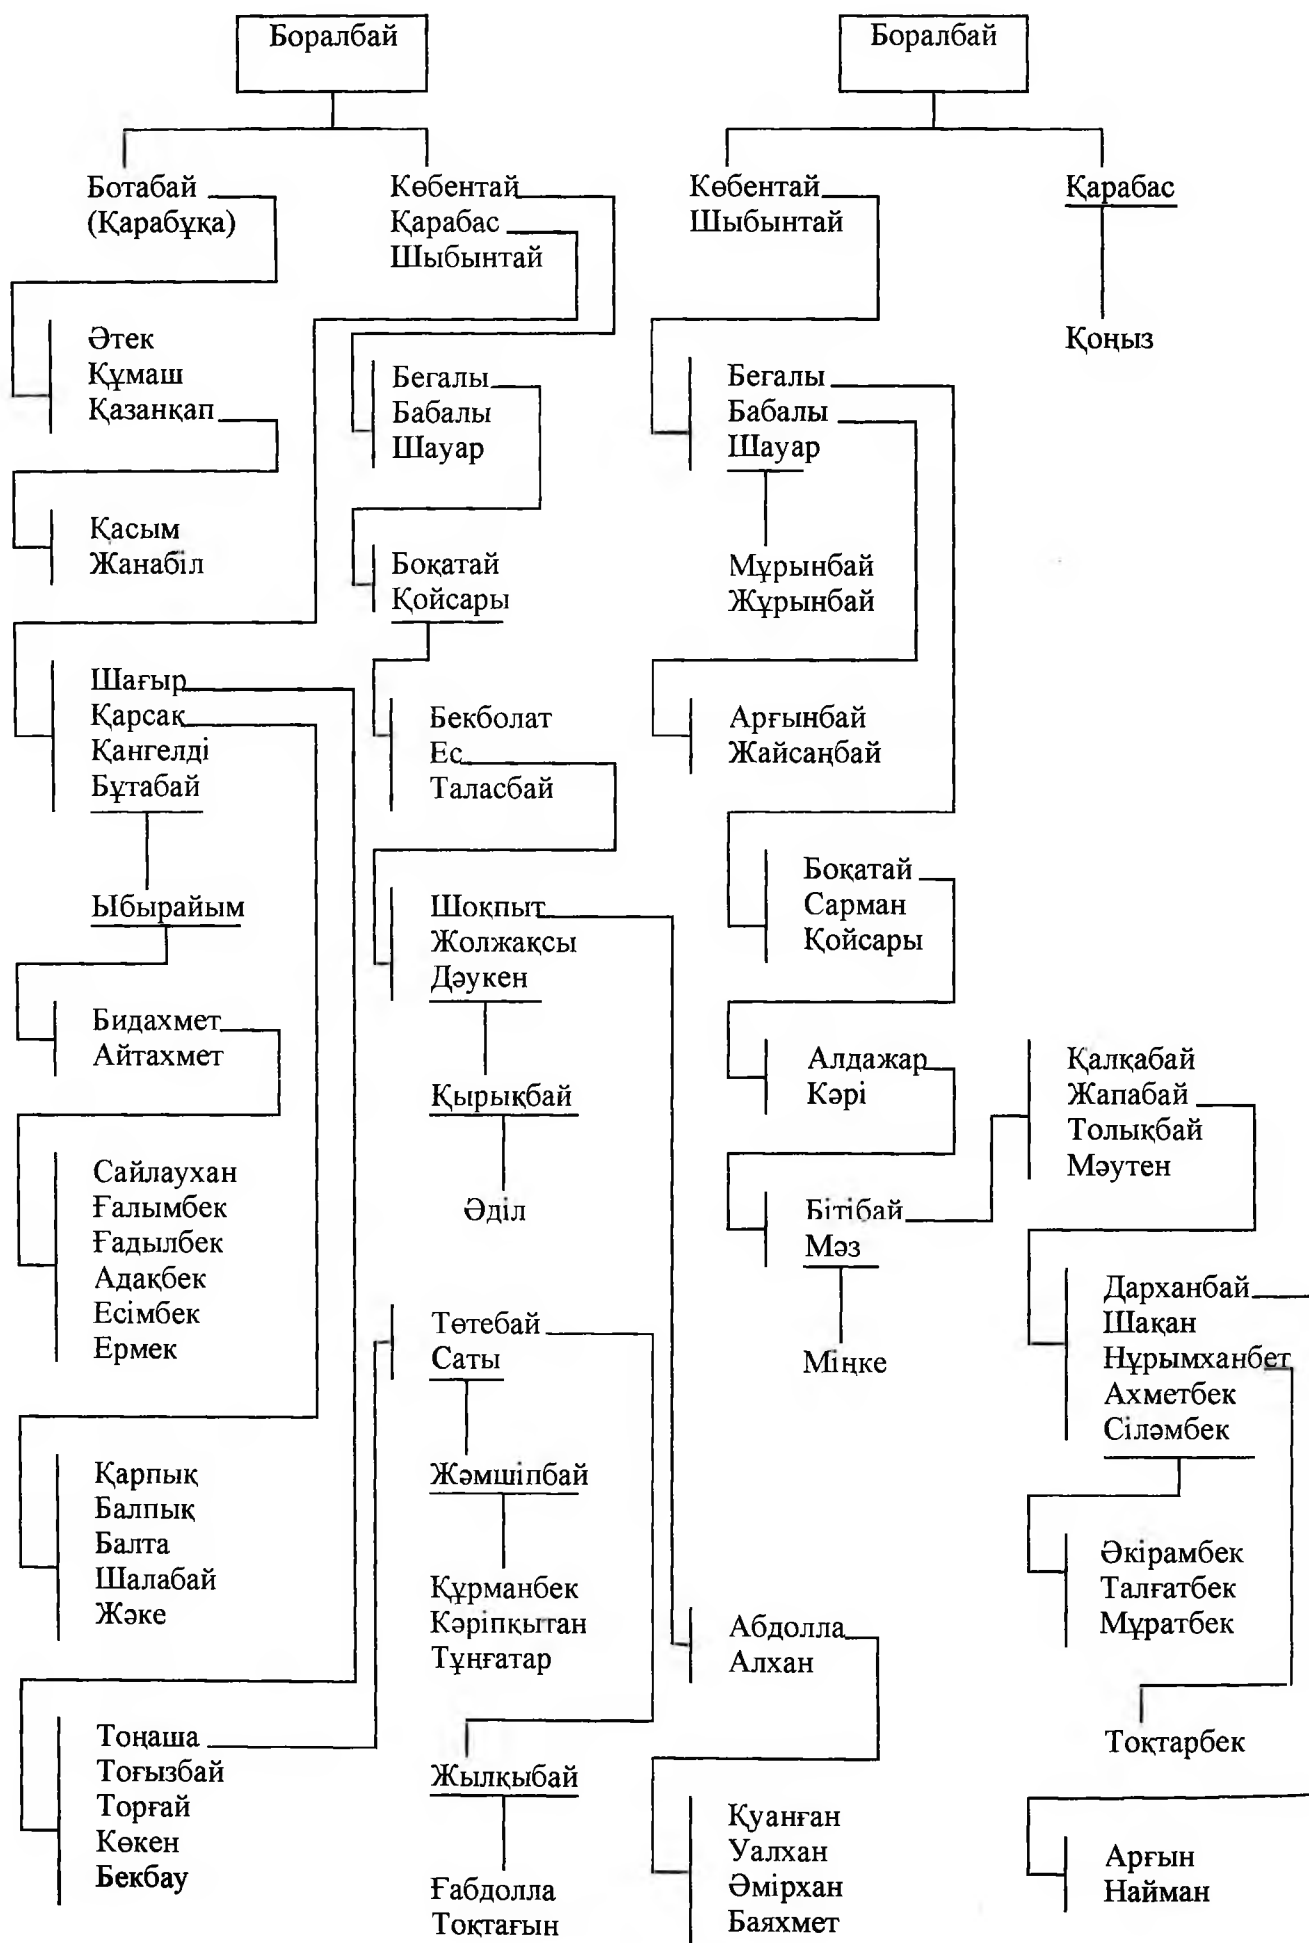 Боралбай
Ботабай
(Қарабұқа)
Көбентай
Қарабас
Шыбынтай
Әтек
Құмаш
Қазанқап
Қасым
Жанабіл
Бегалы
Бабалы
Шауар
Боқатай
Қойсары
Шағыр
Қарсақ
Қангелді
Бұтабай
Ыбырайым
Бидахмет
Айтахмет
Сайлаухан
Ғалымбек
Ғадылбек
Адақбек
Есімбек
Ермек
Қарпық
Балпық
Балта
Шалабай
Жәке
Тоңаша
Тоғызбай
Торғай
Көкен
Бекбау
Бекболат
Ес
Таласбай
Шоқпыт
Жолжақсы
Дәукен
Қырықбай
Әділ
Төтебай
Саты
Жәмшіпбай
Құрманбек
Кәріпқытан
Тұңғатар
Жылқыбай
Ғабдолла
Тоқтағын
Боралбай
Көбентай
Шыбынтай
Қарабас
Қоңыз
Бегалы
Бабалы
Шауар
Мұрынбай
Жұрынбай
Арғынбай
Жайсаңбай
Боқатай
Сарман
Қойсары
Алдажар
Кәрі
Бітібай
Мәз
Міңке
Абдолла
Алхан
Қуанған
Уалхан
Әмірхан
Баяхмет
Қалқабай
Жапабай
Толықбай
Мәутен
Дарханбай
Шақан
Нұрымханбет
Ахметбек
Сіләмбек
Әкірамбек
Талғатбек
Мұратбек
Тоқтарбек
Арғын
Найман